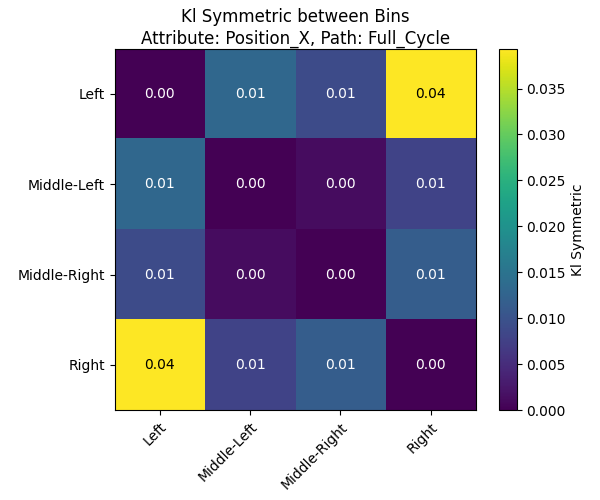 Kl Symmetric between Bins
Attribute: Position_X, Path: Full_Cycle
Left 0.00 0.01 0.01 0.04
Middle-Left 0.01 0.00 0.00 0.01
Middle-Right 0.01 0.00 0.00 0.01
Right 0.04 0.01 0.01 0.00
Left Middle-Left Middle-Right Right
0.035
0.030
0.025
0.020
0.015
0.010
0.005
0.000
Kl Symmetric